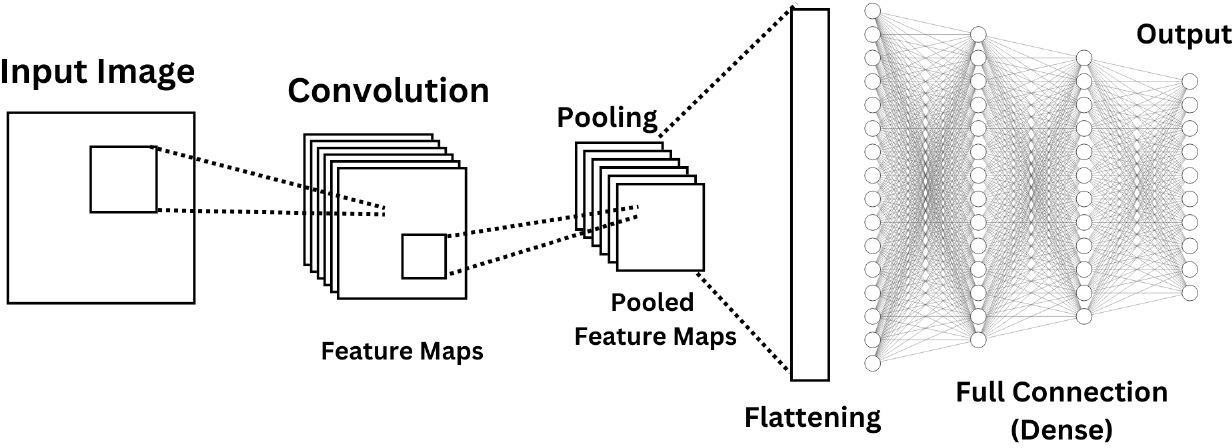 Input Image
Convolution
Feature Maps
Pooling
Pooled
Feature Maps
Flattening
Output
Full Connection
(Dense)